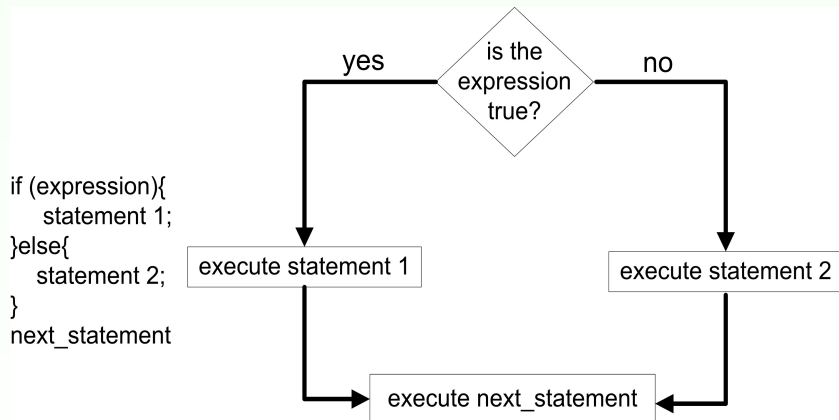 is the
expression
true?
yes
no
if (expression){
statement 1;
}else{
statement 2;
}
next_statement
execute statement 1
execute statement 2
execute next_statement